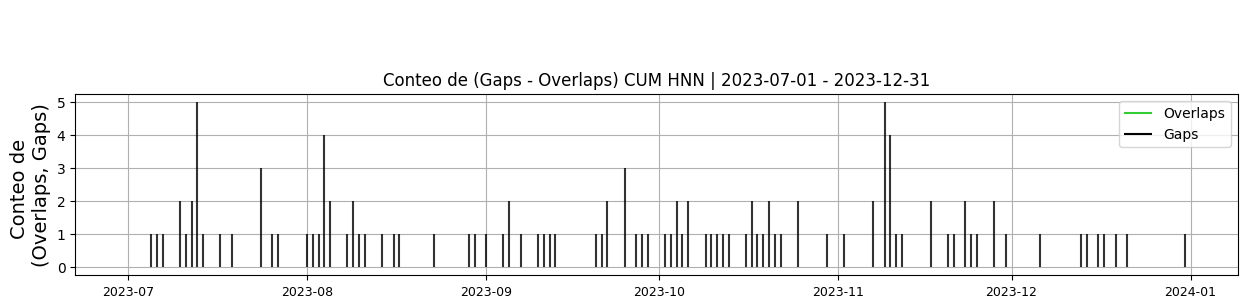 Conteo de (Gaps - Overlaps) CUM HNN | 2023-07-01 - 2023-12-31
Conteo de
(Overlaps, Gaps)
5
4
3
2
1
0
Overlaps
Gaps
2023-07
2023-08
2023-09
2023-10
2023-11
2023-12
2024-01